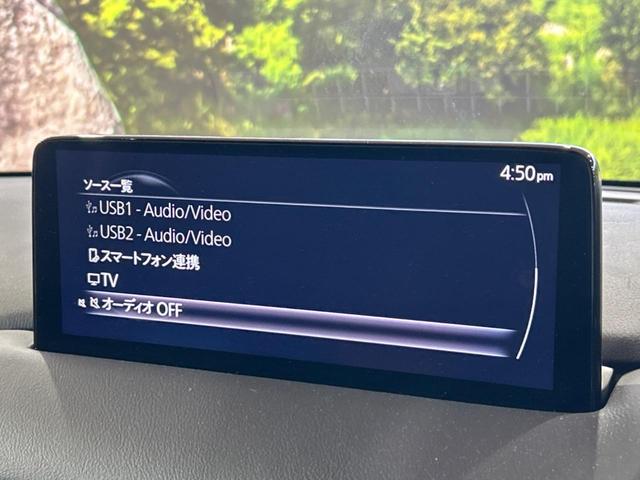 4:50pm
ソース一覧
USB1 - Audio/Video
USB2 - Audio/Video
スマートフォン連携
TV
オーディオ OFF